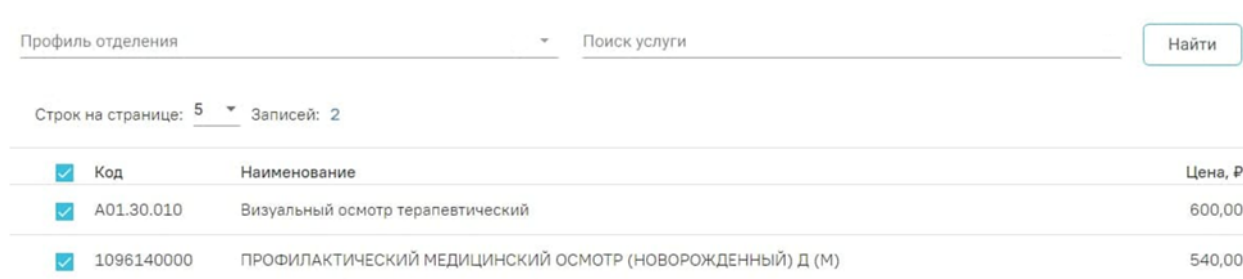 Профиль отделения Поиск услуги Найти
Строк на странице: 5 Записей: 2
Код Наименование Цена, ₽
A01.30.010 Визуальный осмотр терапевтический 600,00
1096140000 ПРОФИЛАКТИЧЕСКИЙ МЕДИЦИНСКИЙ ОСМОТР (НОВОРОЖДЕННЫЙ) Д (М) 540,00